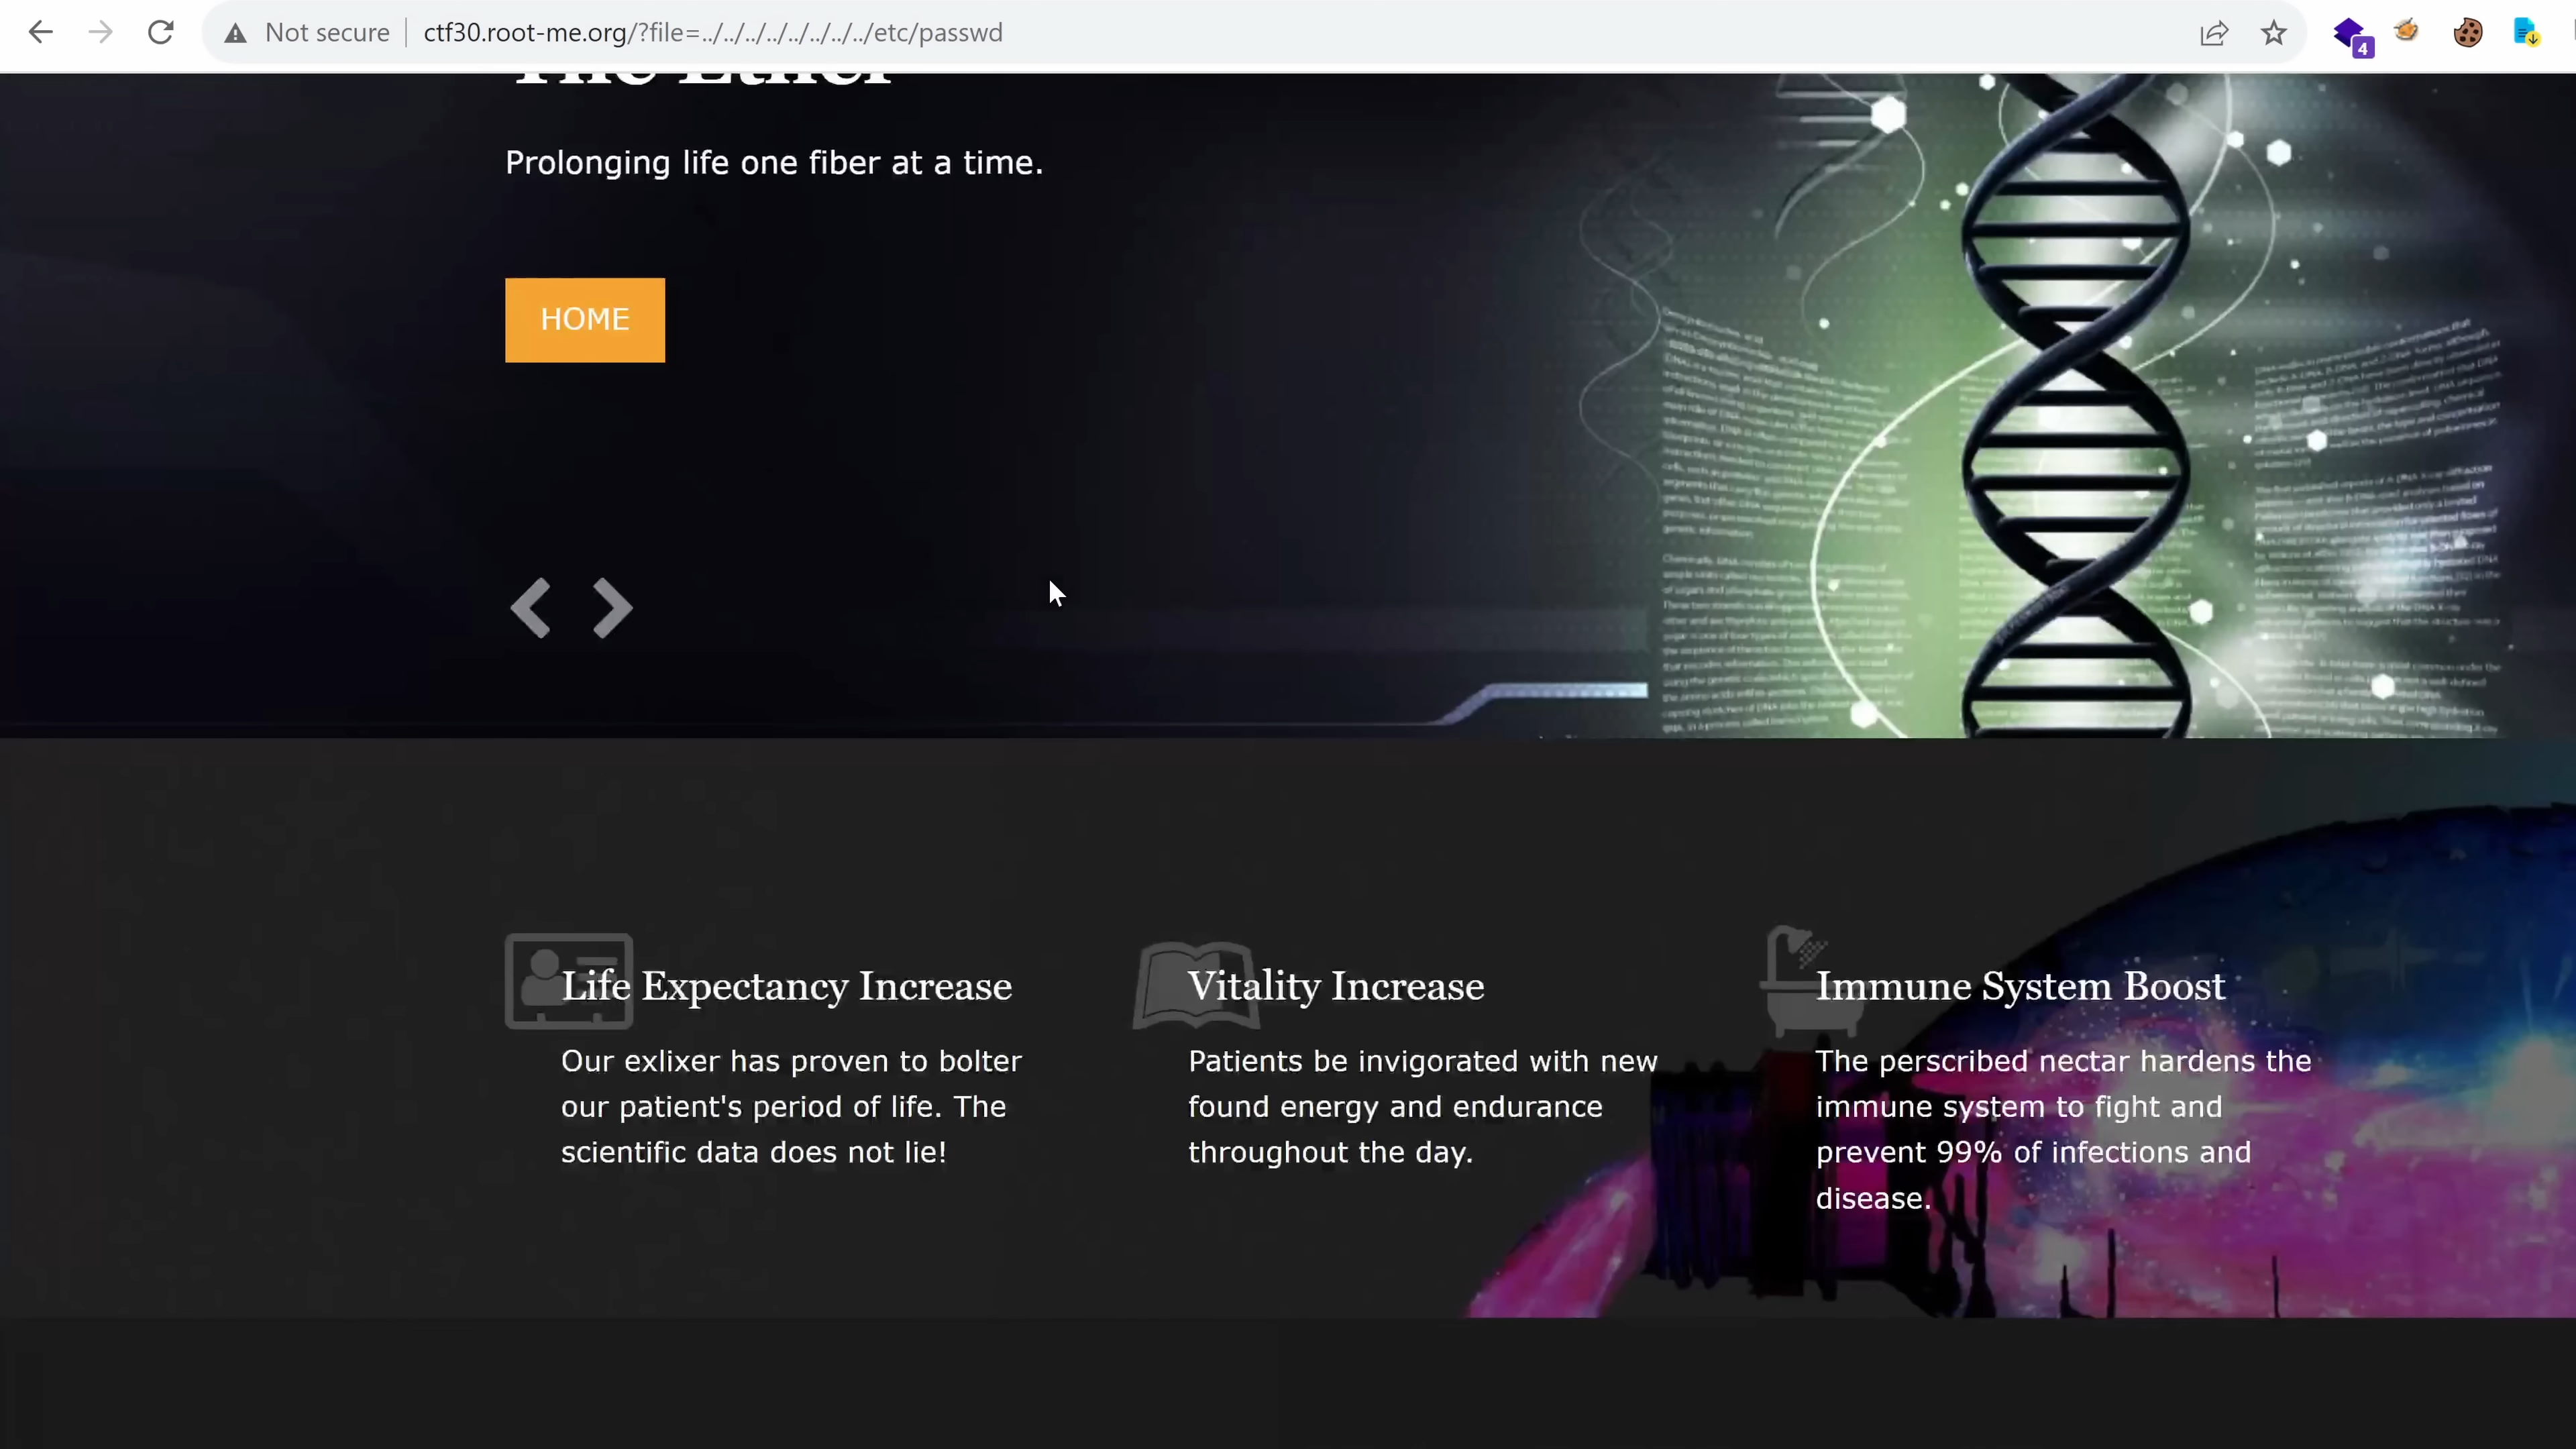 Not secure
ctf30.root-me.org/?file=../../../../../../../../etc/passwd
4
The Ether
Prolonging life one fiber at a time.
HOME
Life Expectancy Increase
Our exlixer has proven to bolter
our patient's period of life. The
scientific data does not lie!
Vitality Increase
Patients be invigorated with new
found energy and endurance
throughout the day.
Immune System Boost
The perscribed nectar hardens the
immune system to fight and
prevent 99% of infections and
disease.